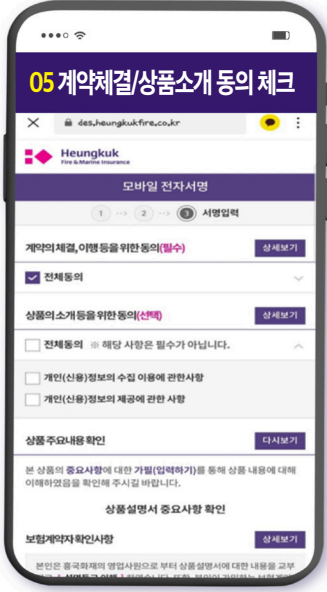 05 계약체결/상품소개 동의 체크
des.heungkukfire.co.kr
Heungkuk
Fire & Marine Insurance
모바일 전자서명
1 ··> 2 ··> 3 서명입력
계약의 체결, 이행 등을 위한 동의(필수) 상세보기
전체동의
상품의 소개 등을 위한 동의(선택) 상세보기
전체동의 ※ 해당 사항은 필수가 아닙니다.
개인(신용)정보의 수집 이용에 관한사항
개인(신용)정보의 제공에 관한 사항
상품 주요내용 확인 다시보기
본 상품의 중요사항에 대한 가필(입력하기)를 통해 상품 내용에 대해
이해하였음을 확인해 주시길 바랍니다.
상품설명서 중요사항 확인
보험계약자 확인사항 상세보기
본인은 흥국화재의 영업사원으로 부터 상품설명서에 대한 내용을 교부